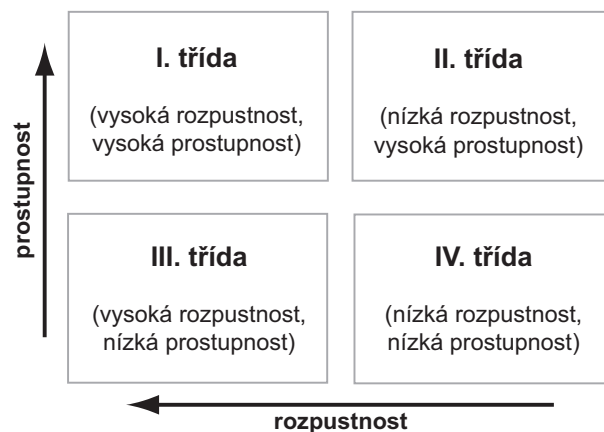 prostupnost
I. třída
(vysoká rozpustnost,
vysoká prostupnost)
II. třída
(nízká rozpustnost,
vysoká prostupnost)
III. třída
(vysoká rozpustnost,
nízká prostupnost)
IV. třída
(nízká rozpustnost,
nízká prostupnost)
rozpustnost